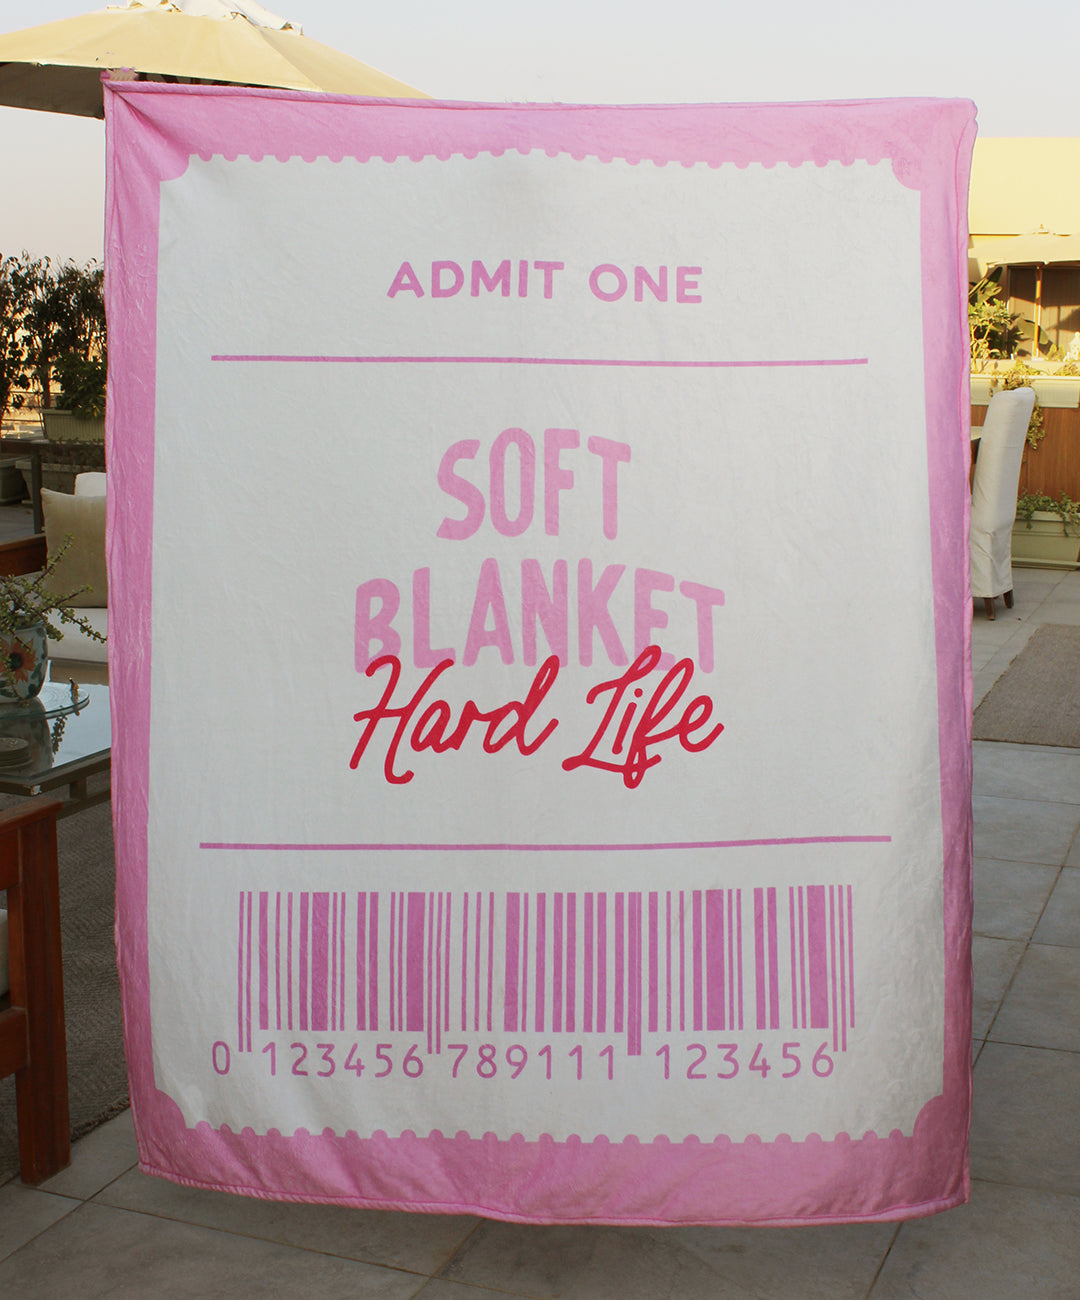 ADMIT ONE
SOFT
BLANKET
Hard Life
0 123456 789111 123456